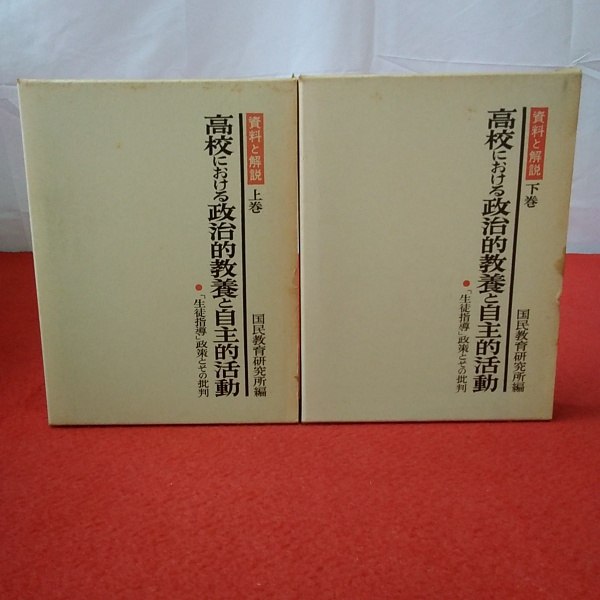 資料と解説 上巻
高校における政治的教養と自主的活動
●「生徒指導」政策とその批判
国民教育研究所編
資料と解説 下巻
高校における政治的教養と自主的活動
●「生徒指導」政策とその批判
国民教育研究所編